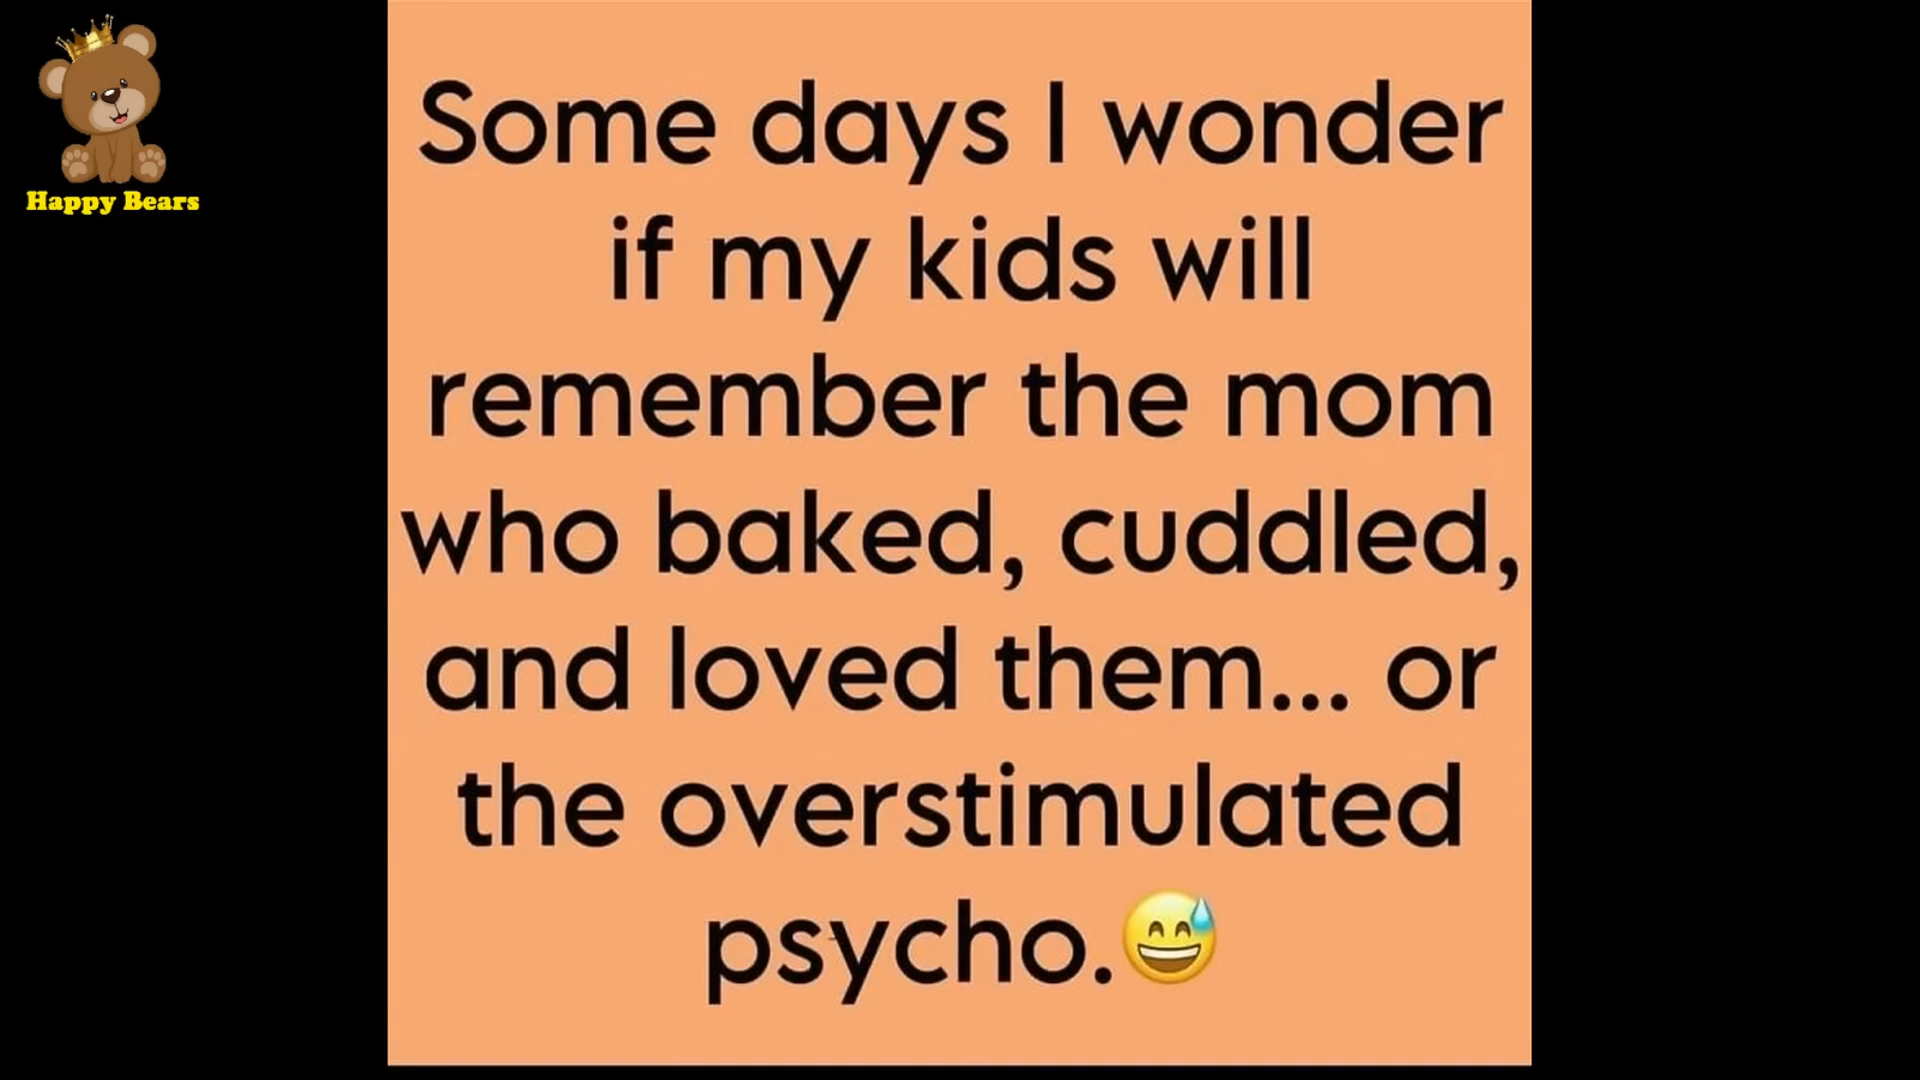 Happy Bears
Some days I wonder
if my kids will
remember the mom
who baked, cuddled,
and loved them... or
the overstimulated
psycho.😅